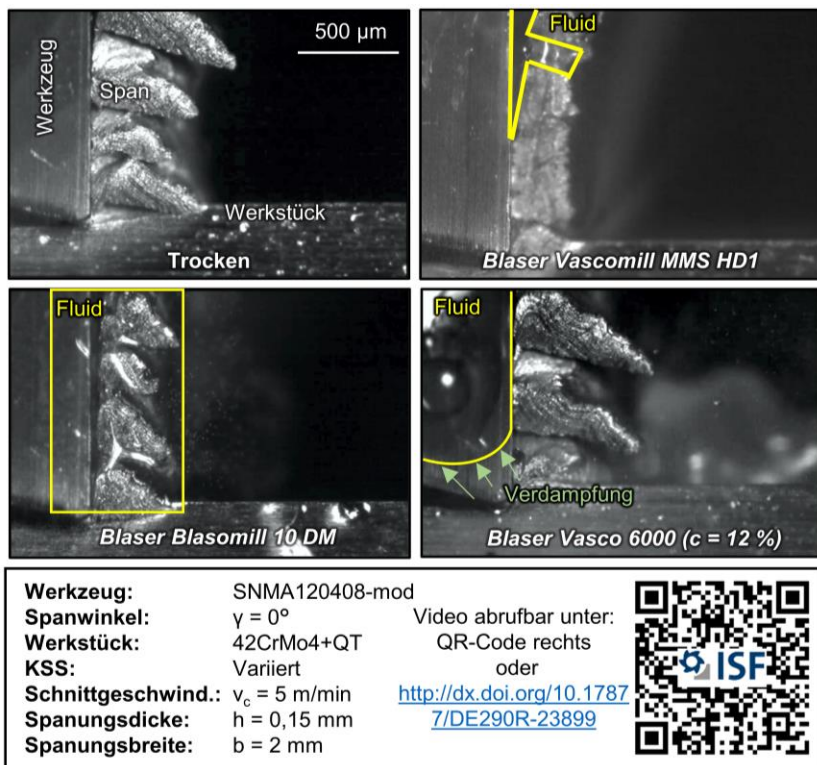 Werkzeug
Span
500 µm
Werkstück
Trocken
Fluid
Blaser Vascomill MMS HD1
Fluid
Blaser Blasomill 10 DM
Fluid
Verdampfung
Blaser Vasco 6000 (c = 12 %)
Werkzeug: SNMA120408-mod
Spanwinkel: γ = 0°
Werkstück: 42CrMo4+QT
KSS: Variiert
Schnittgeschwind.: vc = 5 m/min
Spanungsdicke: h = 0,15 mm
Spanungsbreite: b = 2 mm
Video abrufbar unter:
QR-Code rechts
oder
http://dx.doi.org/10.1787
7/DE290R-23899
ISF